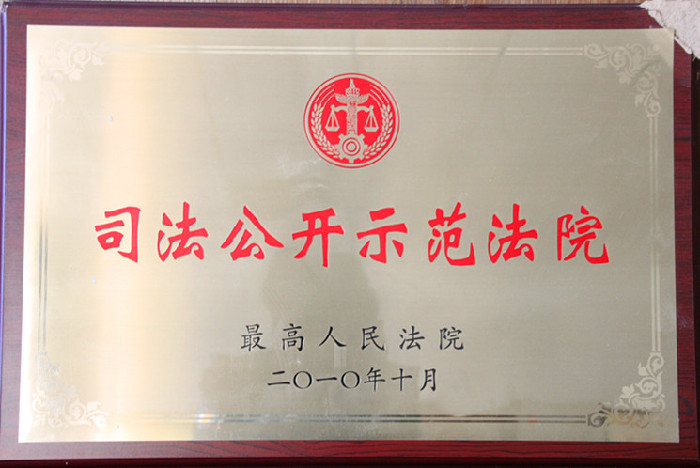 司法公开示范法院
最高人民法院
二〇一〇年十月